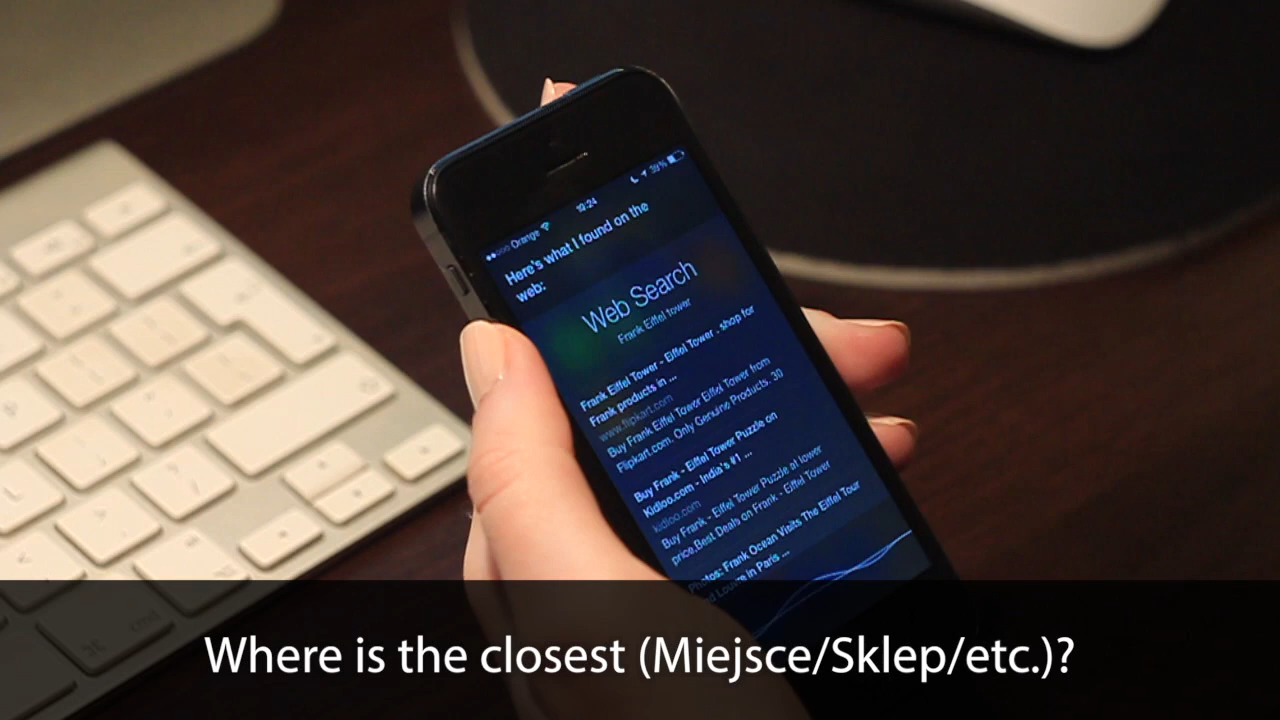 ●●○○○ Orange 19:24 39%
Here's what I found on the
web:
Web Search
Frank Eiffel tower
Frank Eiffel Tower - Eiffel Tower . shop for
Frank products in ...
www.flipkart.com
Buy Frank Eiffel Tower Eiffel Tower from
Flipkart.com. Only Genuine Products. 30
Buy Frank - Eiffel Tower Puzzle on
Kidloo.com - India's #1 ...
kidloo.com
Buy Frank - Eiffel Tower Puzzle at lower
price,Best Deals on Frank - Eiffel Tower
Photos: Frank Ocean Visits The Eiffel Tour
Louvre in Paris ...
cmd
Where is the closest (Miejsce/Sklep/etc.)?